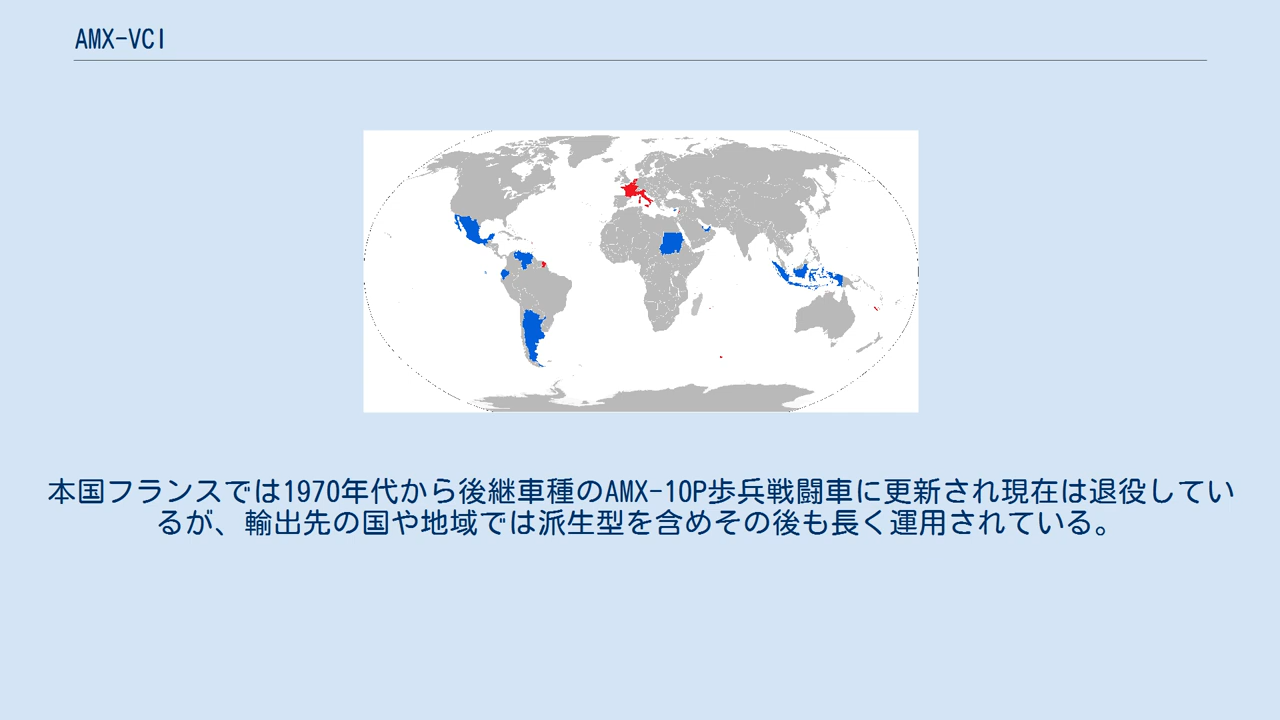 AMX-VCI
本国フランスでは1970年代から後継車種のAMX-10P歩兵戦闘車に更新され現在は退役してい
るが、輸出先の国や地域では派生型を含めその後も長く運用されている。